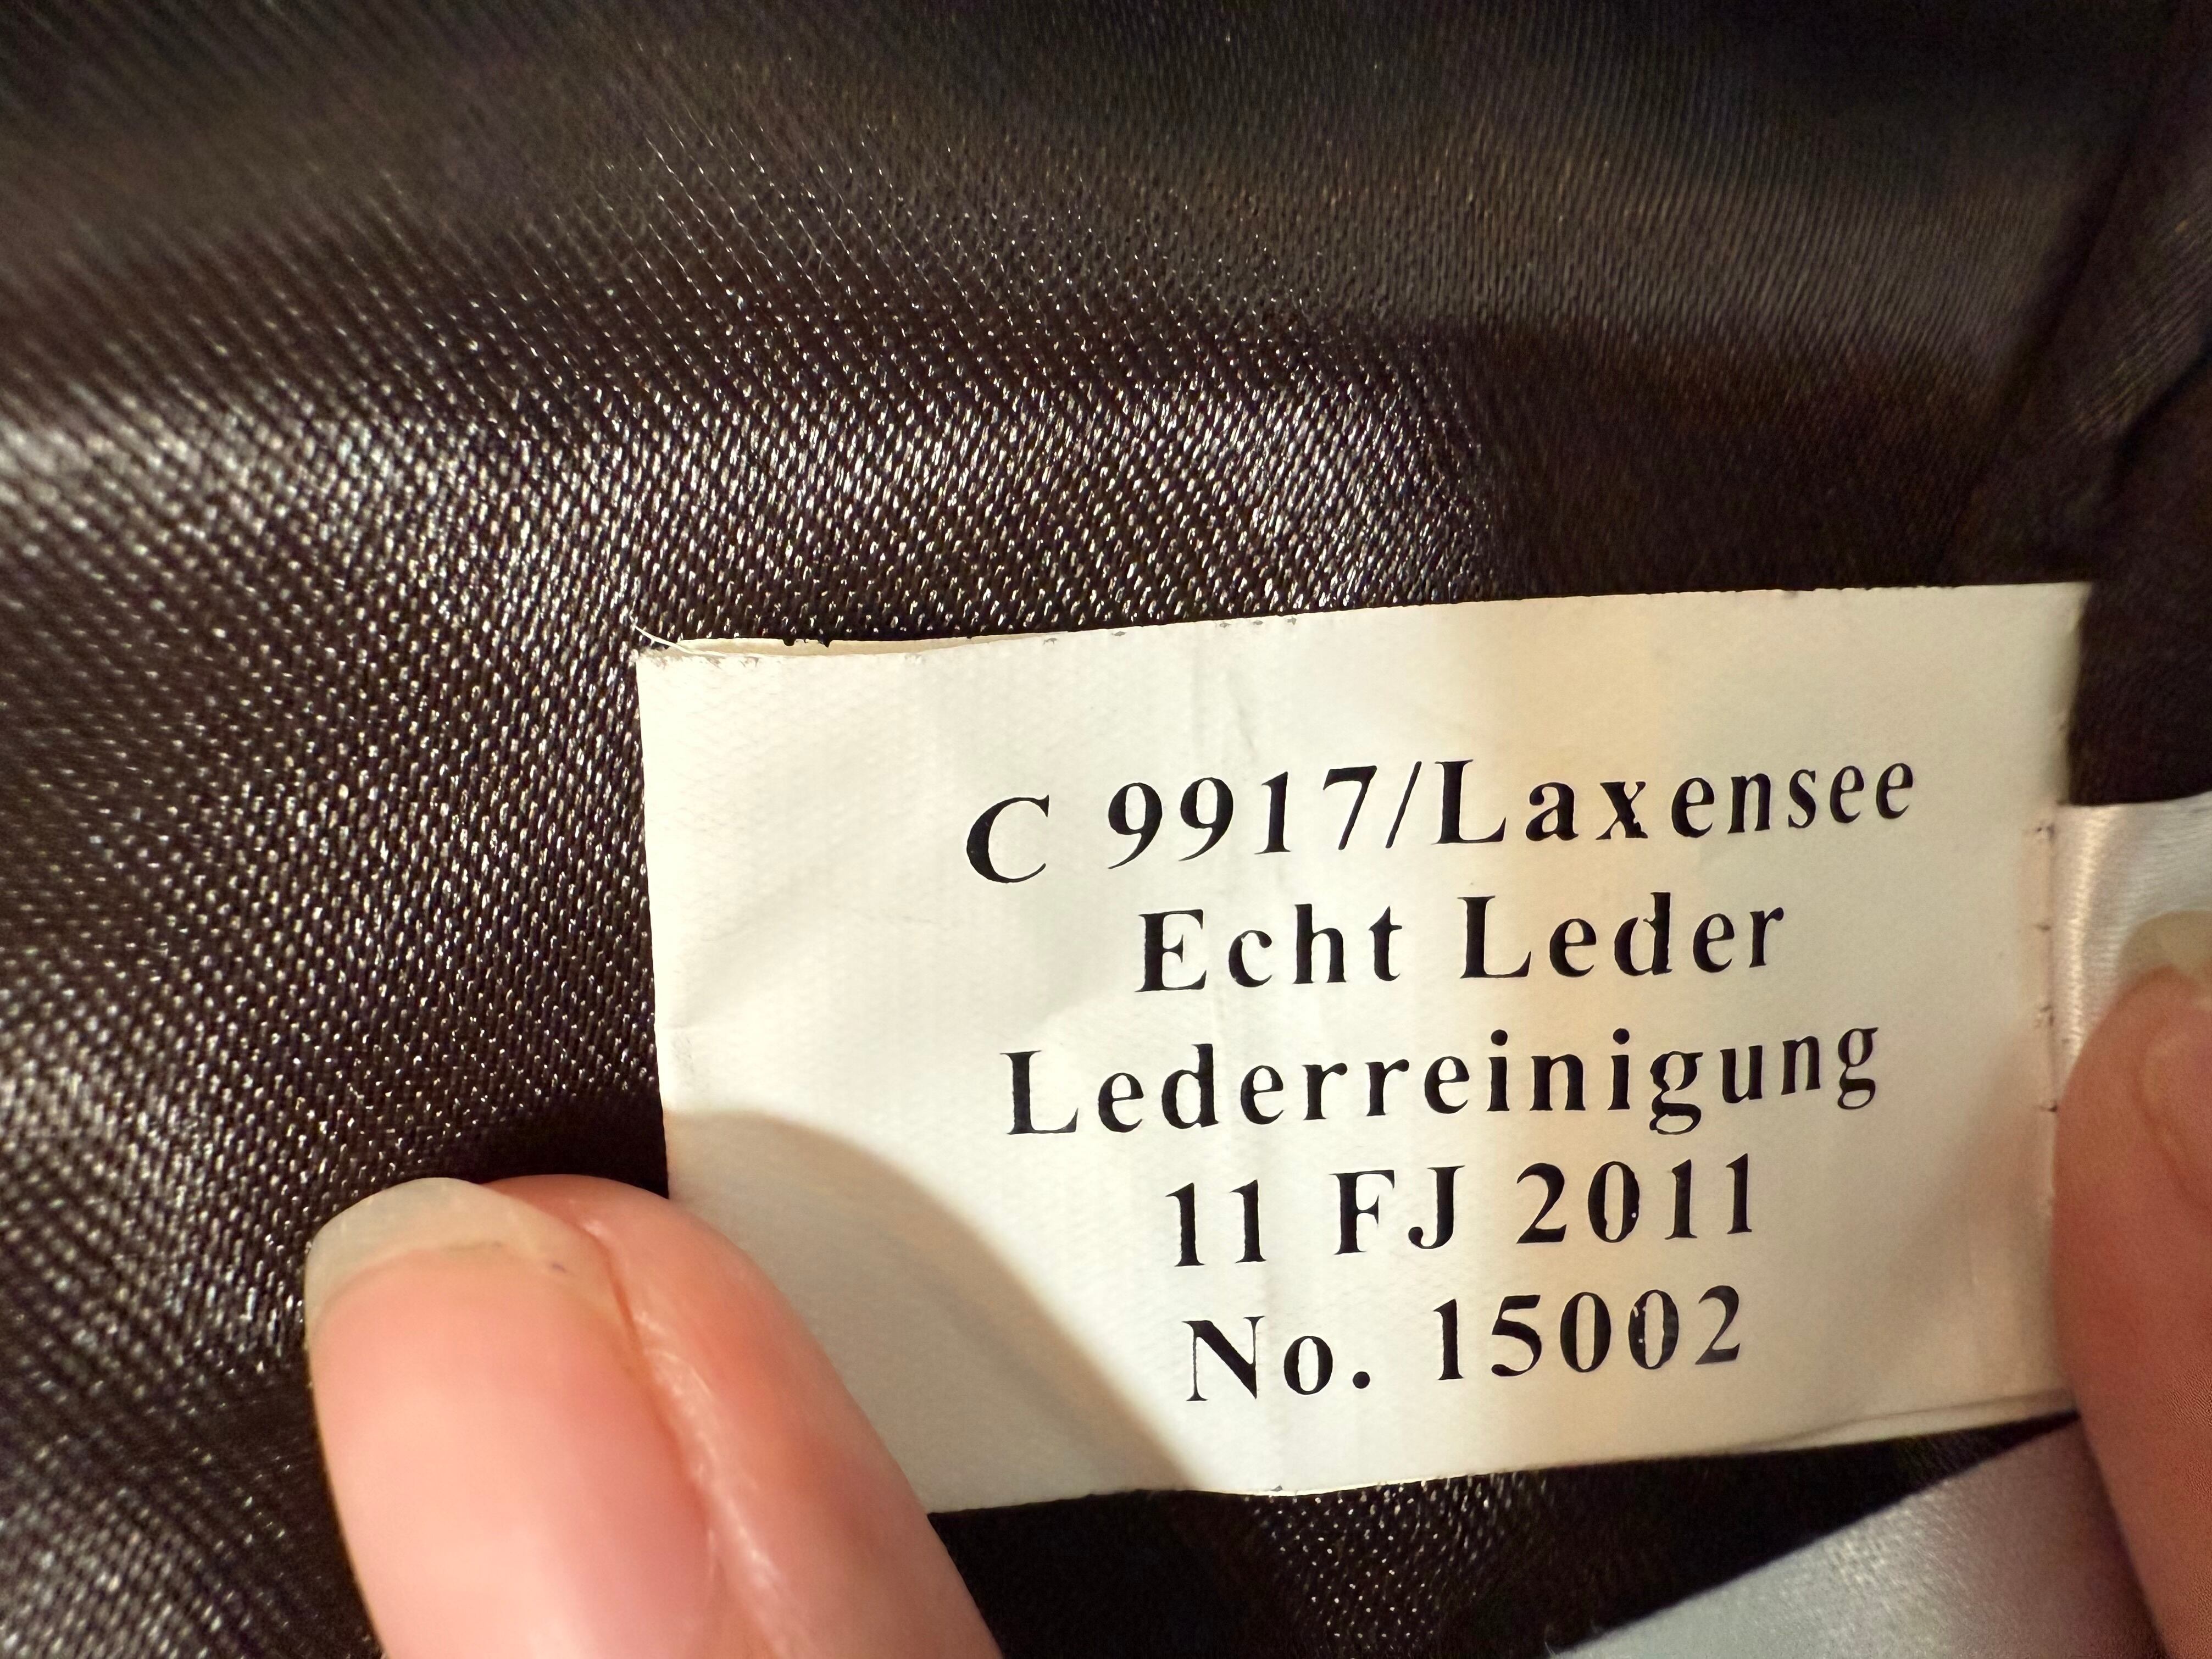 C 9917/Laxensee
Echt Leder
Lederreinigung
11 FJ 2011
No. 15002